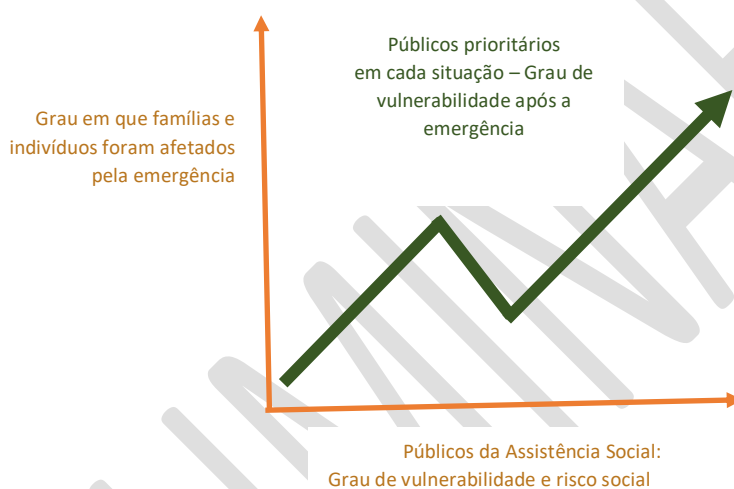 Públicos prioritários
em cada situação – Grau de
vulnerabilidade após a
emergência
Grau em que famílias e
indivíduos foram afetados
pela emergência
Públicos da Assistência Social:
Grau de vulnerabilidade e risco social